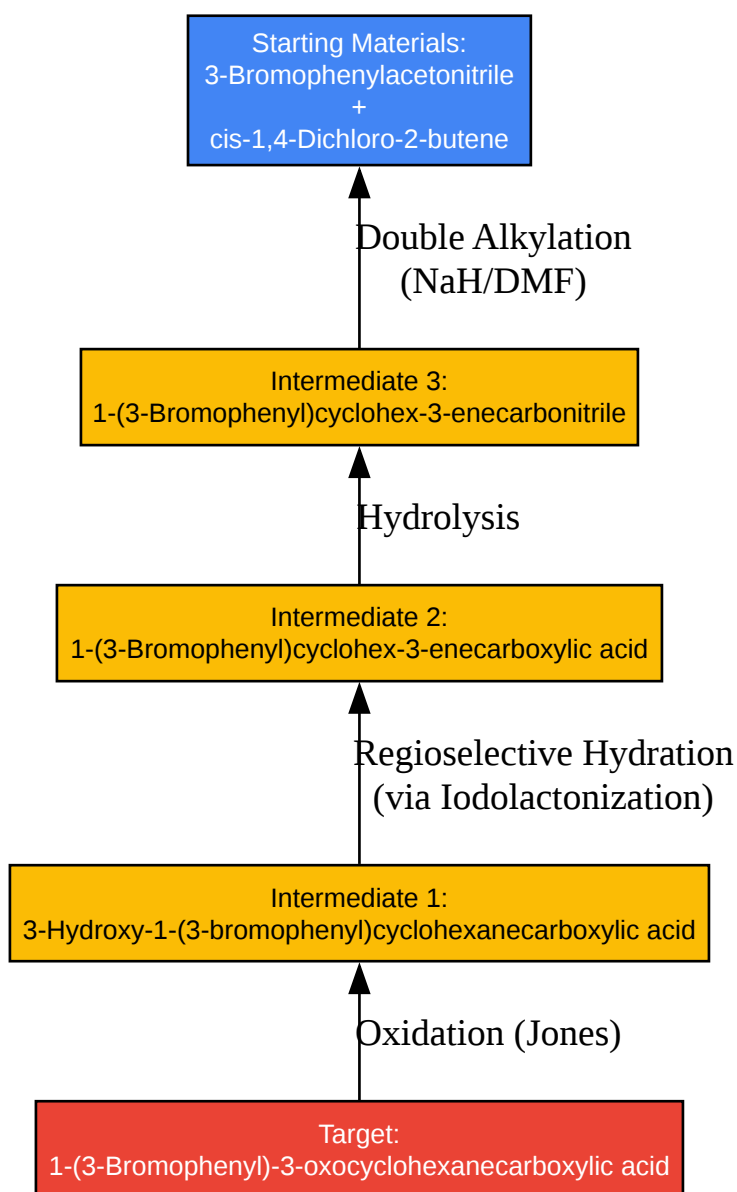 Starting Materials:
3-Bromophenylacetonitrile
+
cis-1,4-Dichloro-2-butene
Double Alkylation
(NaH/DMF)
Intermediate 3:
1-(3-Bromophenyl)cyclohex-3-enecarbonitrile
Hydrolysis
Intermediate 2:
1-(3-Bromophenyl)cyclohex-3-enecarboxylic acid
Regioselective Hydration
(via Iodolactonization)
Intermediate 1:
3-Hydroxy-1-(3-bromophenyl)cyclohexanecarboxylic acid
Oxidation (Jones)
Target:
1-(3-Bromophenyl)-3-oxocyclohexanecarboxylic acid